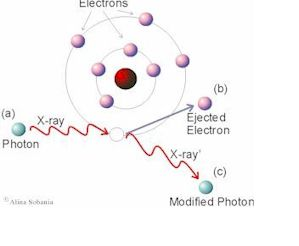 Electrons
(b)
(a)
X-ray
Ejected
Electron
Photon
X-ray'
(c)
© Alina Sobania
Modified Photon